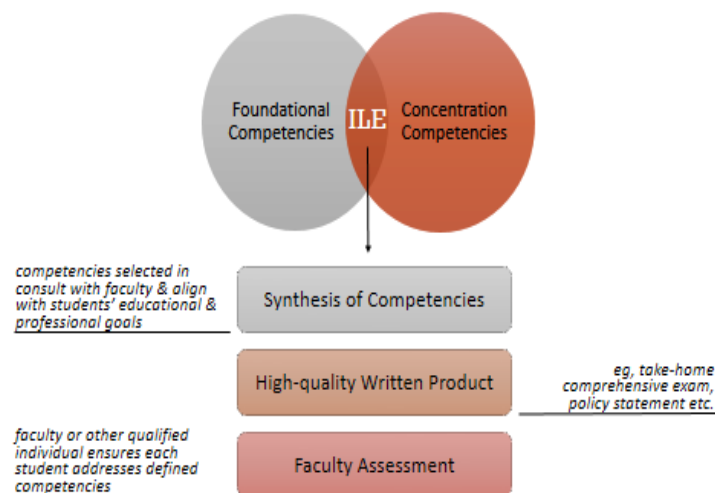 Foundational
Competencies
ILE
Concentration
Competencies
competencies selected in
consult with faculty & align
with students' educational &
professional goals
Synthesis of Competencies
High-quality Written Product
eg, take-home
comprehensive exam,
policy statement etc.
faculty or other qualified
individual ensures each
student addresses defined
competencies
Faculty Assessment